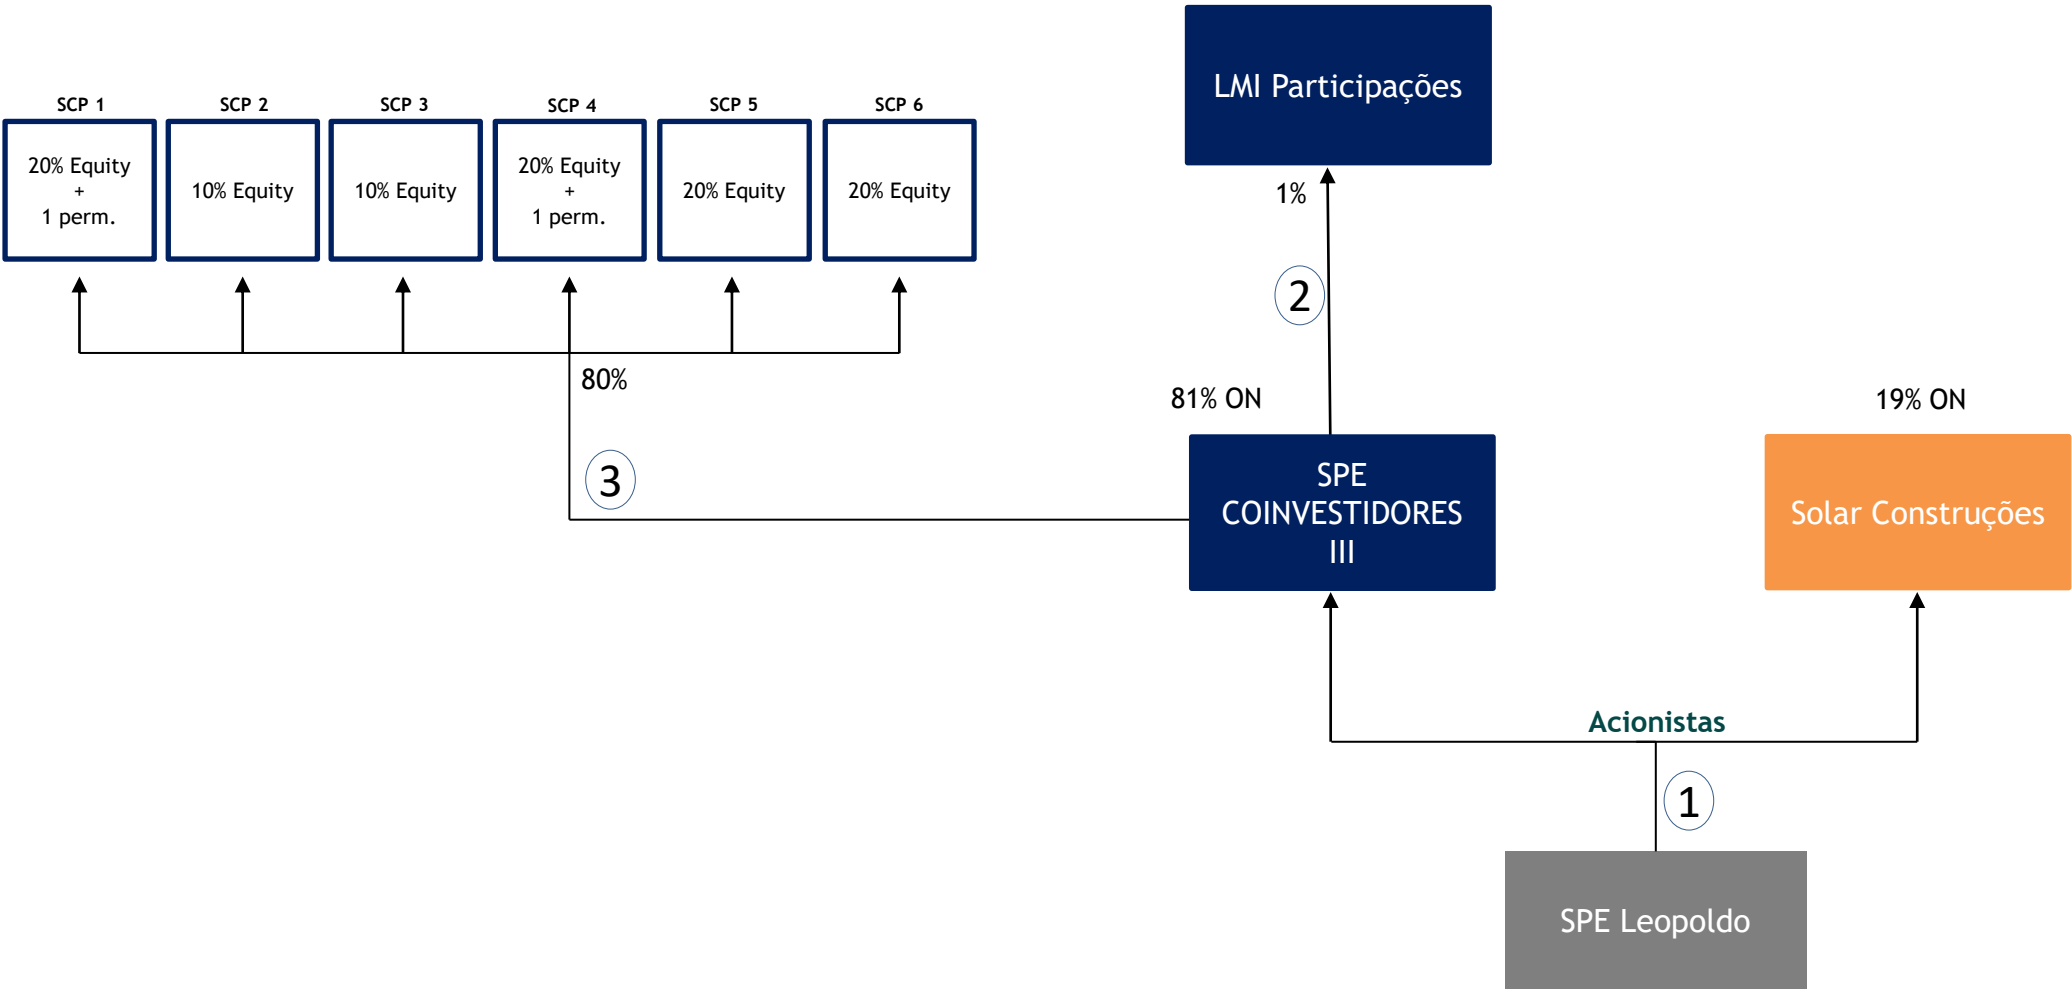 LMI Participações
SCP 1
SCP 2
SCP 3
SCP 4
SCP 5
SCP 6
20% Equity
+
1 perm.
10% Equity
10% Equity
20% Equity
+
1 perm.
20% Equity
20% Equity
1%
2
80%
81% ON
19% ON
3
SPE
COINVESTIDORES
III
Solar Construções
Acionistas
1
SPE Leopoldo